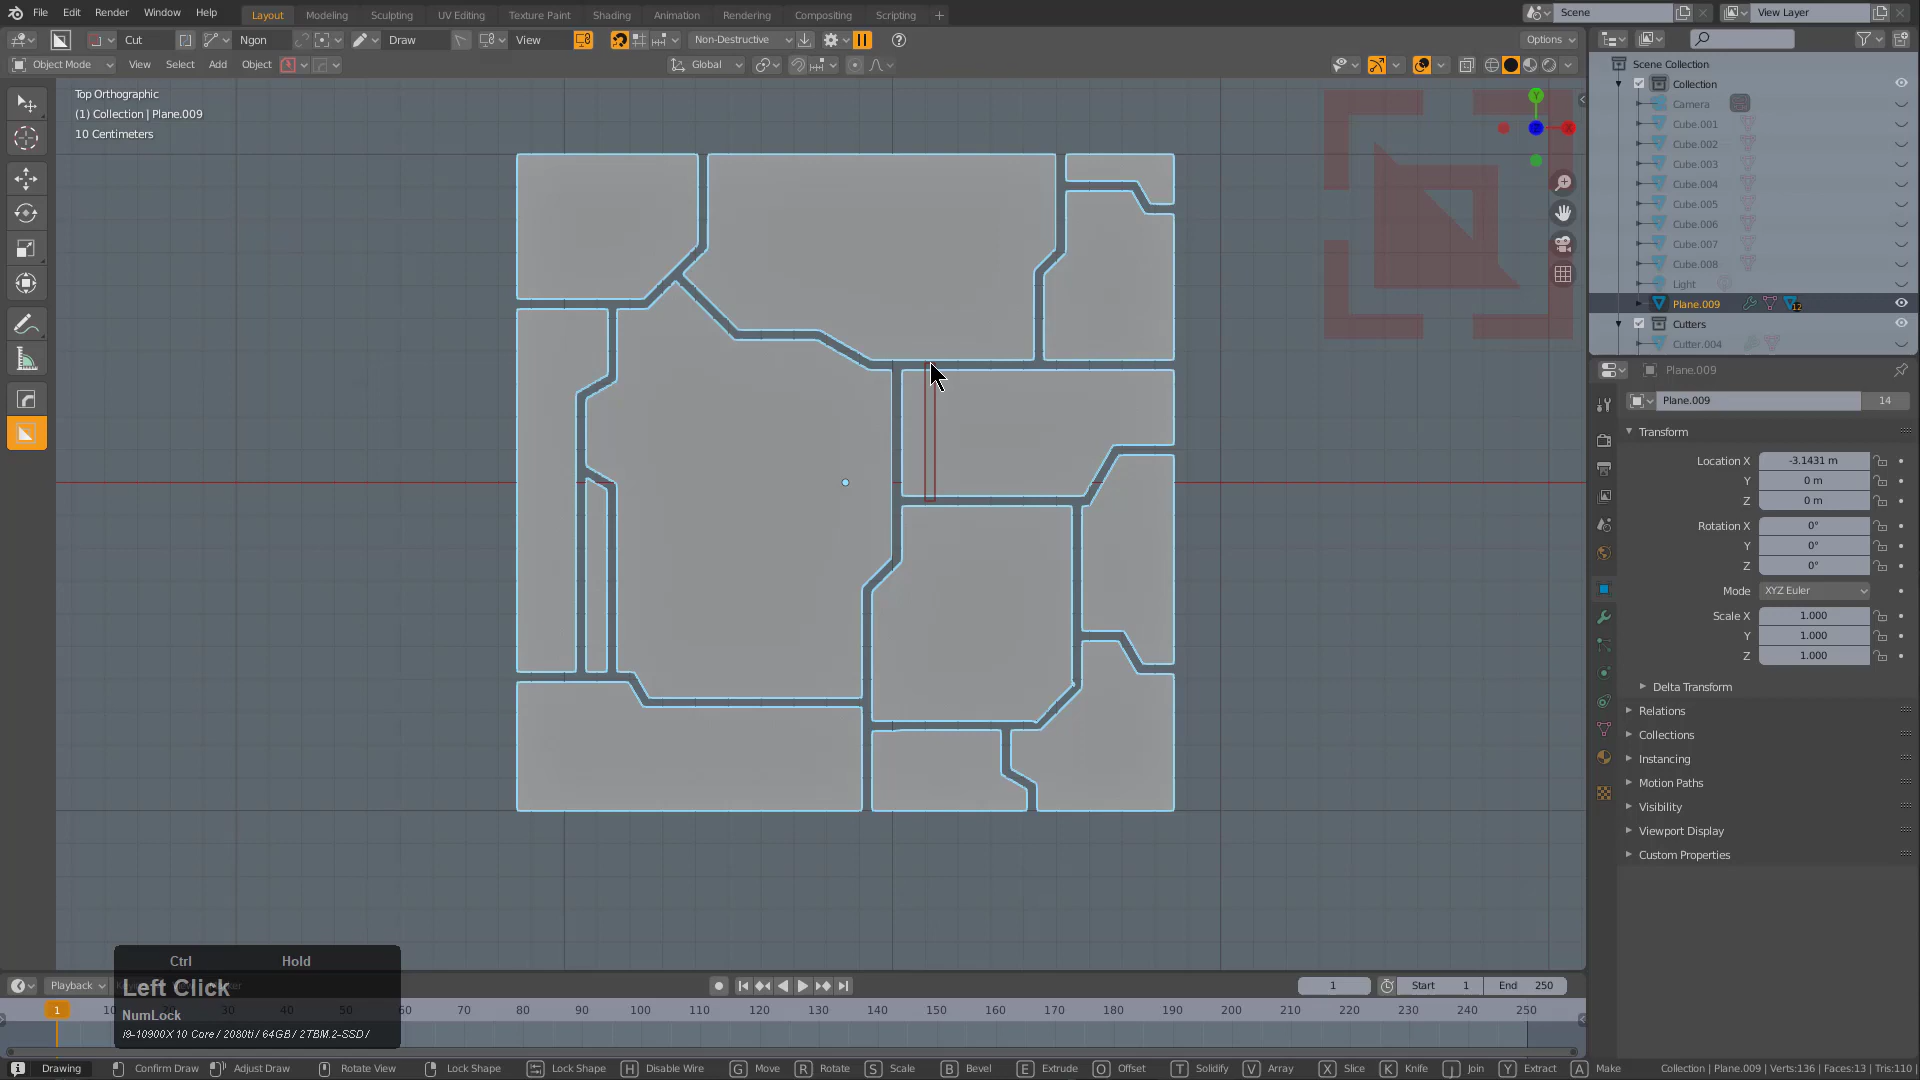 File Edit Render Window Help Layout Modeling Sculpting UV Editing Texture Paint Shading Animation Rendering Compositing Scripting + Scene View Layer
Cut Ngon Draw View Non-Destructive Options
Object Mode View Select Add Object Global
Top Orthographic
(1) Collection | Plane.009
10 Centimeters
Y
X
Scene Collection
Collection
Camera
Cube.001
Cube.002
Cube.003
Cube.004
Cube.005
Cube.006
Cube.007
Cube.008
Light
Plane.009 12
Cutters
Cutter.004
Plane.009
Plane.009 14
Transform
Location X -3.1431 m
Y 0 m
Z 0 m
Rotation X 0°
Y 0°
Z 0°
Mode XYZ Euler
Scale X 1.000
Y 1.000
Z 1.000
Delta Transform
Relations
Collections
Instancing
Motion Paths
Visibility
Viewport Display
Custom Properties
Ctrl Hold
Left Click
NumLock
i9-10900X 10 Core / 2080ti / 64GB / 2TBM.2-SSD /
Playback 1 Start 1 End 250
1 10 70 80 90 100 110 120 130 140 150 160 170 180 190 200 210 220 230 240 250
Drawing Confirm Draw Adjust Draw Rotate View Lock Shape Lock Shape H Disable Wire G Move R Rotate S Scale B Bevel E Extrude O Offset T Solidify V Array X Slice K Knife J Join Y Extract A Make Collection | Plane.009 | Verts:136 | Faces:13 | Tris:110